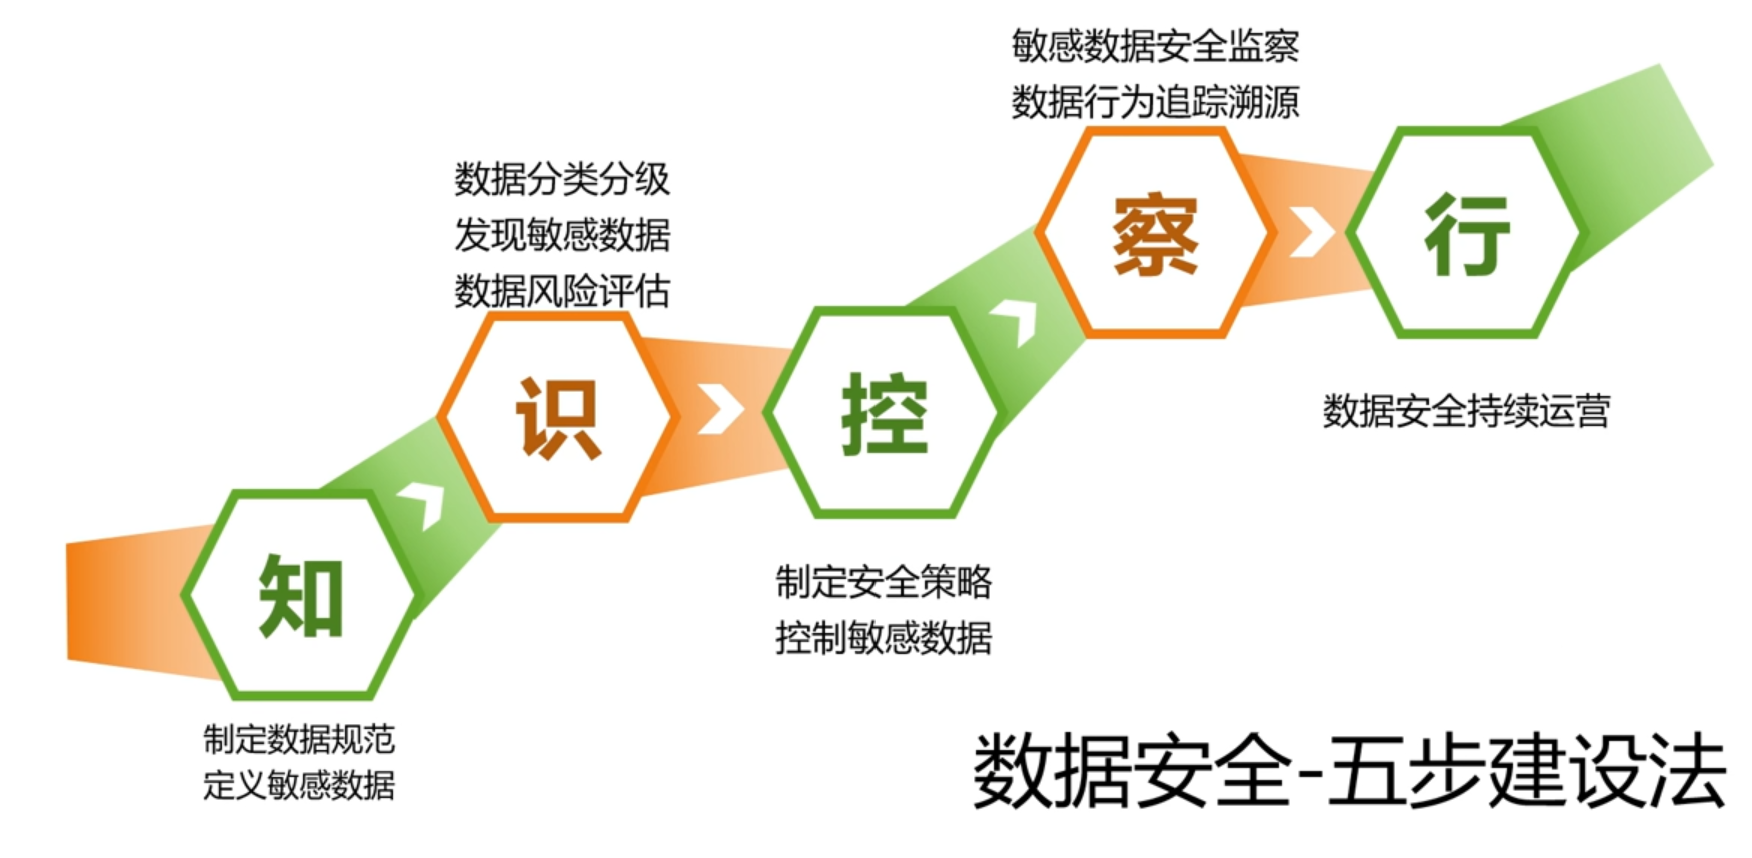 知
制定数据规范
定义敏感数据
数据分类分级
发现敏感数据
数据风险评估
识
控
制定安全策略
控制敏感数据
敏感数据安全监察
数据行为追踪溯源
察
行
数据安全持续运营
数据安全-五步建设法